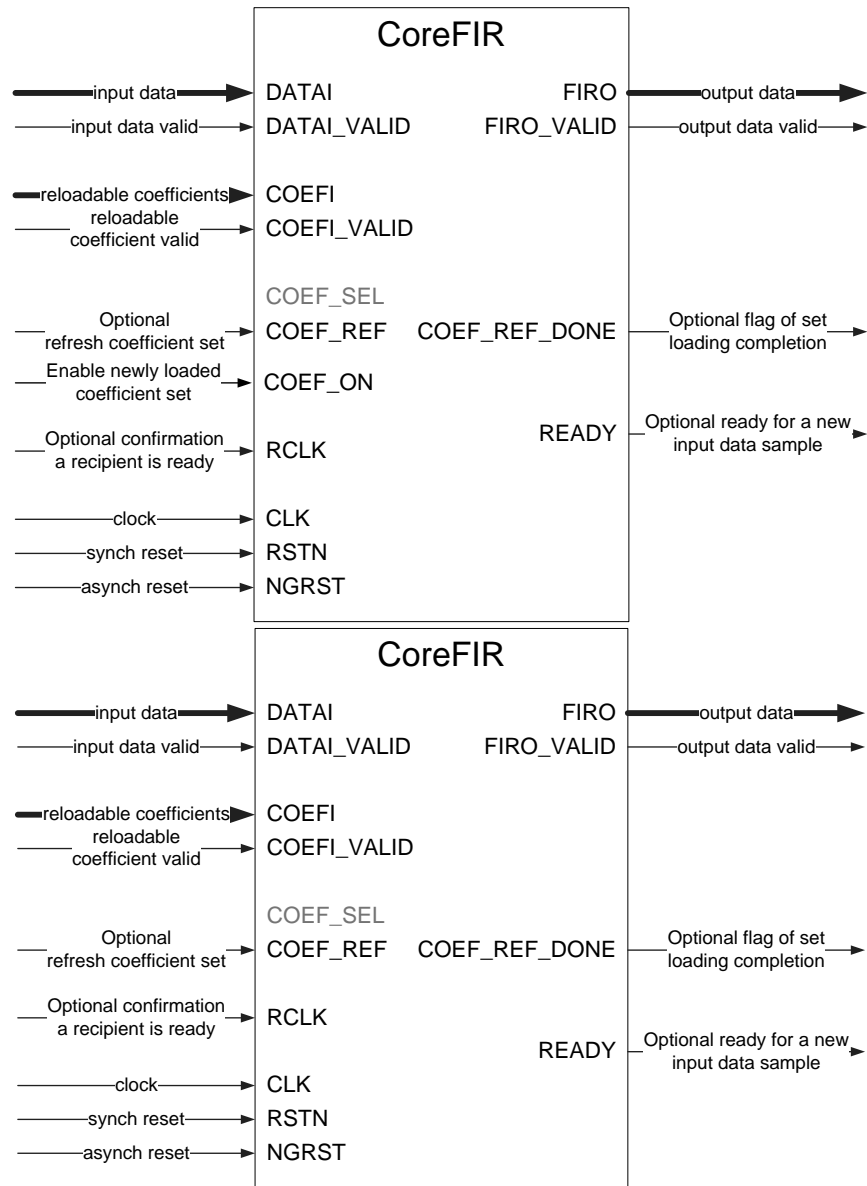 CoreFIR
input data DATAI FIRO output data
input data valid DATAI_VALID FIRO_VALID output data valid
reloadable coefficients COEFI
reloadable
coefficient valid COEFI_VALID
COEF_SEL
Optional
refresh coefficient set COEF_REF COEF_REF_DONE Optional flag of set
loading completion
Enable newly loaded
coefficient set COEF_ON
READY Optional ready for a new
input data sample
Optional confirmation
a recipient is ready RCLK
clock CLK
synch reset RSTN
asynch reset NGRST
CoreFIR
input data DATAI FIRO output data
input data valid DATAI_VALID FIRO_VALID output data valid
reloadable coefficients COEFI
reloadable
coefficient valid COEFI_VALID
COEF_SEL
Optional
refresh coefficient set COEF_REF COEF_REF_DONE Optional flag of set
loading completion
Optional confirmation
a recipient is ready RCLK
READY Optional ready for a new
input data sample
clock CLK
synch reset RSTN
asynch reset NGRST